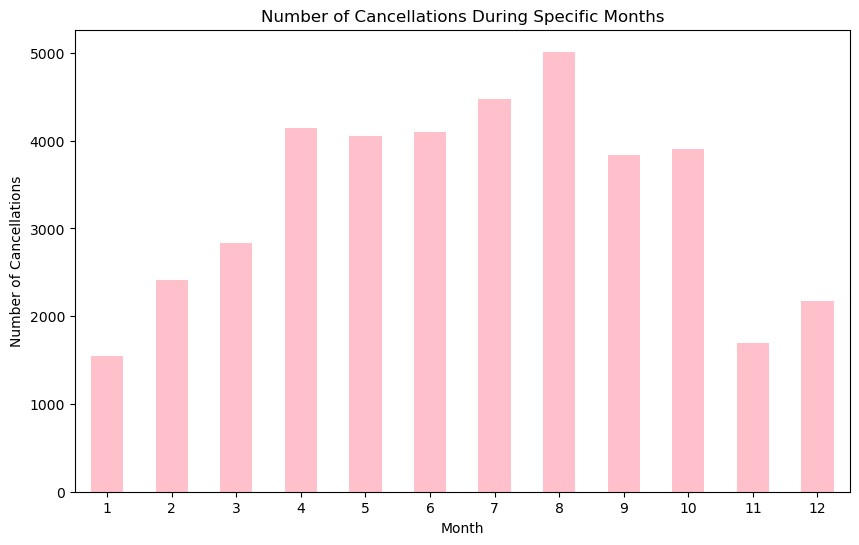 Number of Cancellations During Specific Months
Number of Cancellations
5000
4000
3000
2000
1000
0
1 2 3 4 5 6 7 8 9 10 11 12
Month